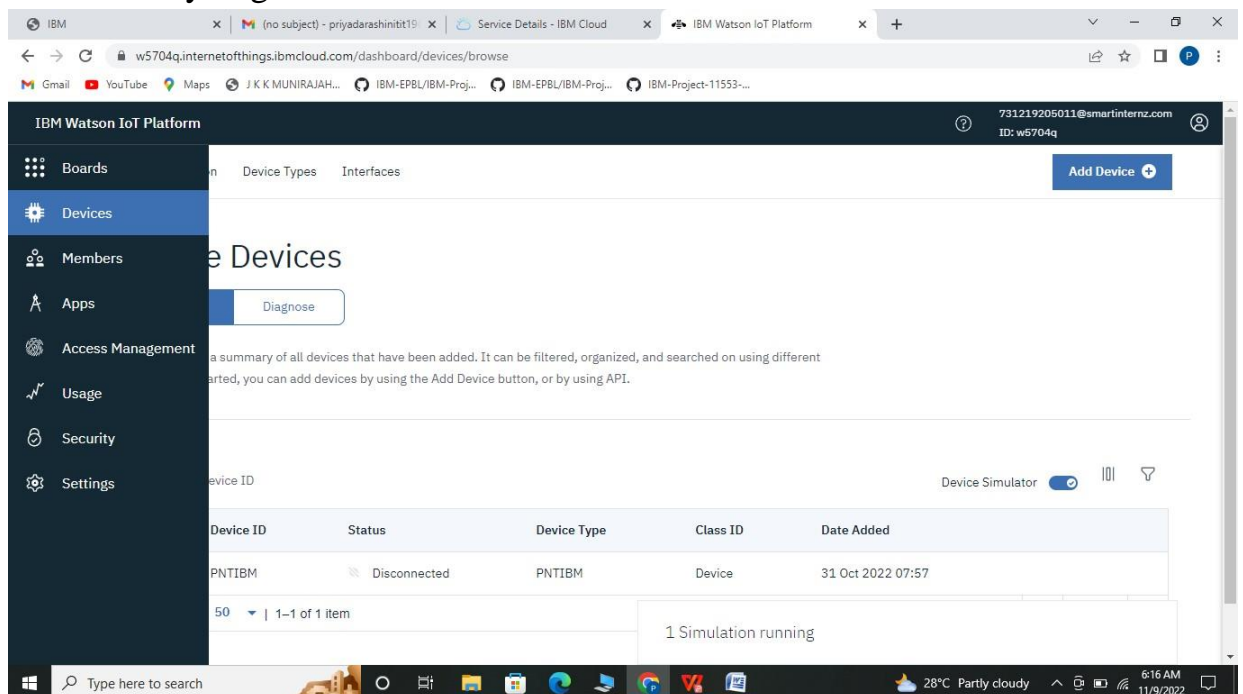 IBM
(no subject) - priyadarashinitit19
Service Details - IBM Cloud
IBM Watson IoT Platform
w5704q.internetofthings.ibmcloud.com/dashboard/devices/browse
P
Gmail
YouTube
Maps
J K K MUNIRAJAH...
IBM-EPBL/IBM-Proj...
IBM-EPBL/IBM-Proj...
IBM-Project-11553-...
IBM Watson IoT Platform
731219205011@smartinternz.com
ID: w5704q
Boards
Devices
Members
Apps
Access Management
Usage
Security
Settings
n
Device Types
Interfaces
Add Device
e Devices
Diagnose
a summary of all devices that have been added. It can be filtered, organized, and searched on using different
arted, you can add devices by using the Add Device button, or by using API.
evice ID
Device Simulator
Device ID Status Device Type Class ID Date Added
PNTIBM Disconnected PNTIBM Device 31 Oct 2022 07:57
50 | 1–1 of 1 item
1 Simulation running
Type here to search
28°C Partly cloudy
6:16 AM
11/9/2022